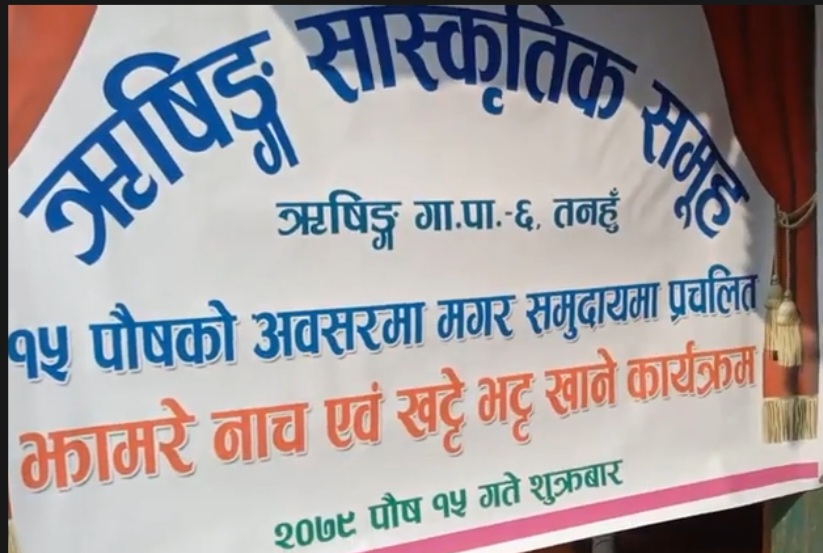 ऋषिङ्ग सांस्कृतिक समूह
ऋषिङ्ग गा.पा.-६, तनहुँ
१५ पौषको अवसरमा मगर समुदायमा प्रचलित
झामरे नाच एवं खट्टे भट्ट खाने कार्यक्रम
२०७९ पौष १५ गते शुक्रबार